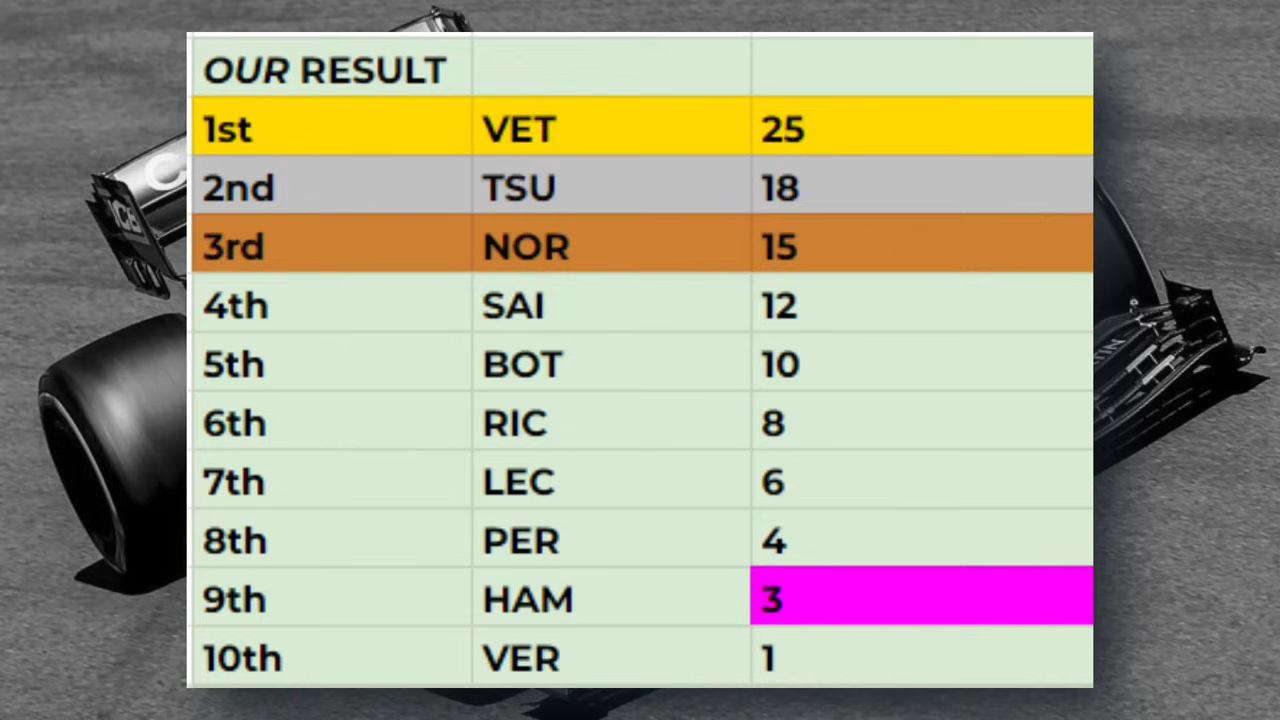 OUR RESULT
1st VET 25
2nd TSU 18
3rd NOR 15
4th SAI 12
5th BOT 10
6th RIC 8
7th LEC 6
8th PER 4
9th HAM 3
10th VER 1